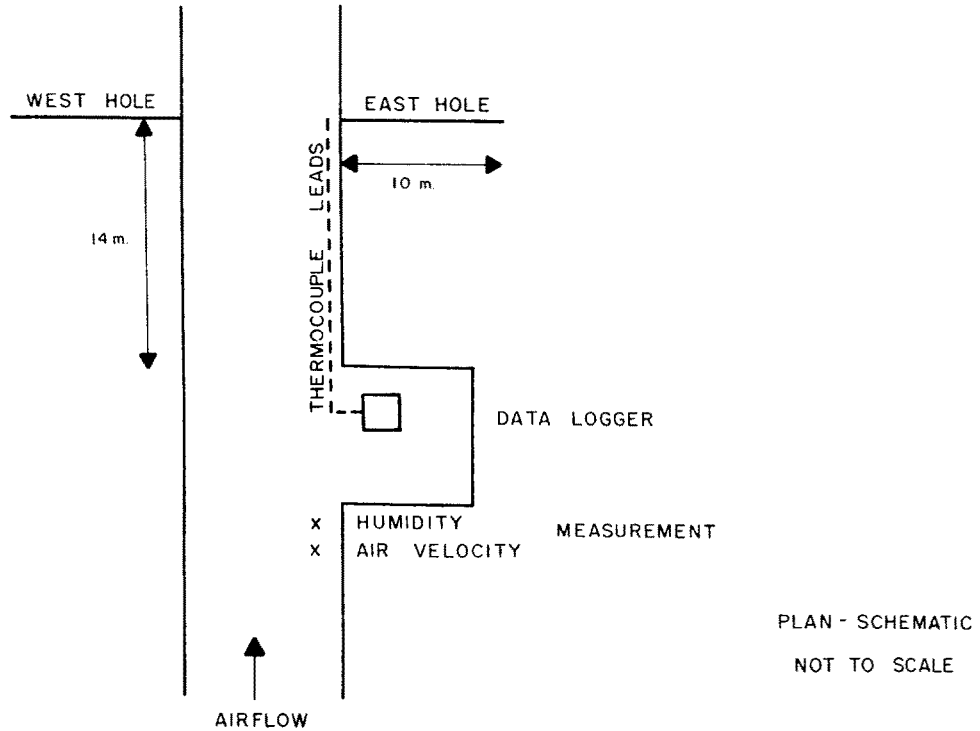 WEST HOLE
EAST HOLE
10 m.
14 m.
THERMOCOUPLE LEADS
DATA LOGGER
x HUMIDITY
MEASUREMENT
x AIR VELOCITY
PLAN - SCHEMATIC
NOT TO SCALE
AIRFLOW